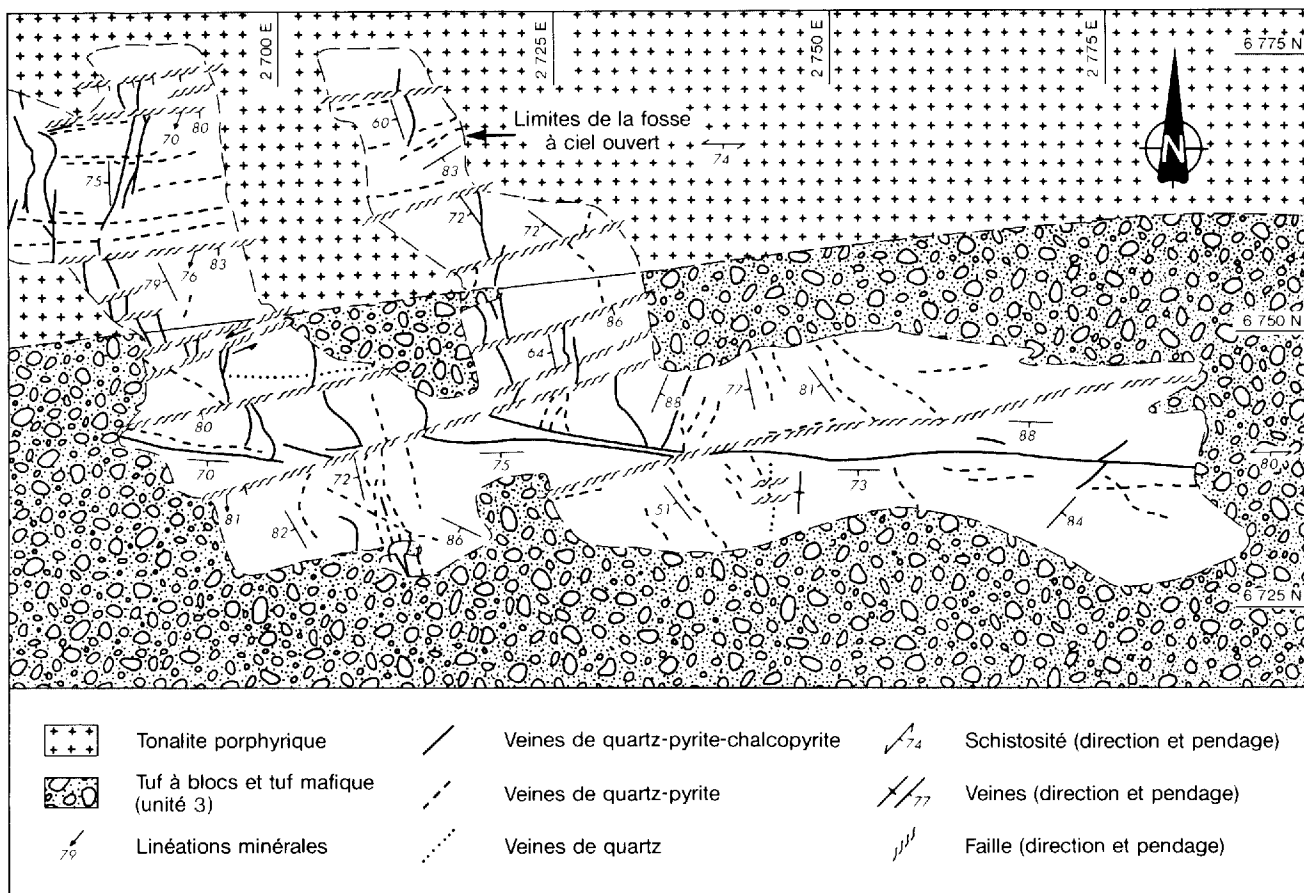 2 700 E
2 725 E
2 750 E
2 775 E
6 775 N
80
70
60
Limites de la fosse
à ciel ouvert
74
N
83
75
72
72
79
76
83
86
6 750 N
64
80
88
77
81
88
70
72
75
73
80
81
82
86
51
84
6 725 N
Tonalite porphyrique
Tuf à blocs et tuf mafique
(unité 3)
79
Linéations minérales
Veines de quartz-pyrite-chalcopyrite
Veines de quartz-pyrite
Veines de quartz
74
Schistosité (direction et pendage)
77
Veines (direction et pendage)
Faille (direction et pendage)